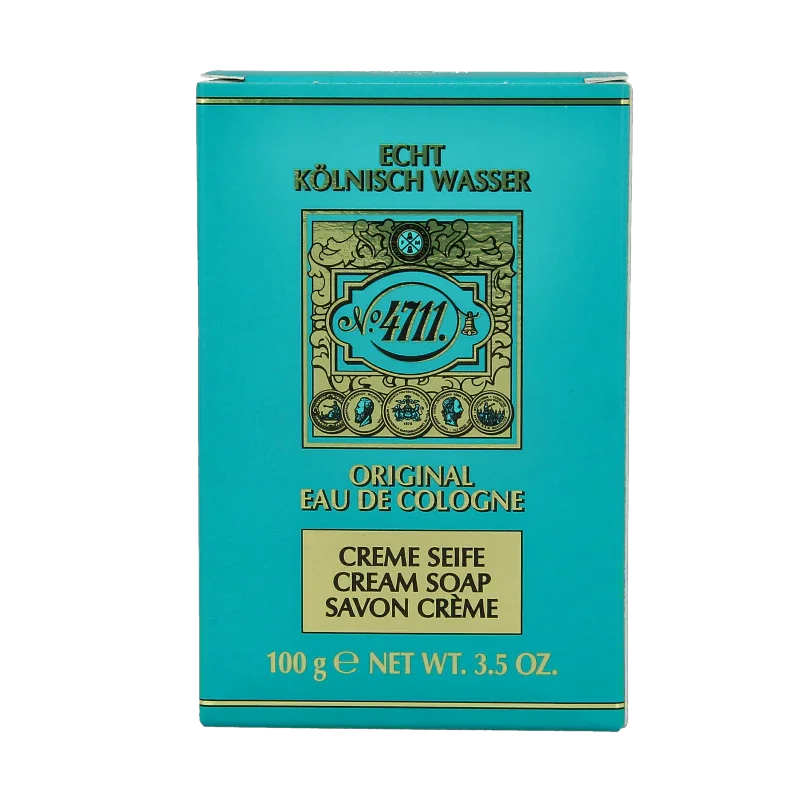 ECHT
KÖLNISCH WASSER
No. 4711.
ORIGINAL
EAU DE COLOGNE
CREME SEIFE
CREAM SOAP
SAVON CRÈME
100 g ℮ NET WT. 3.5 OZ.